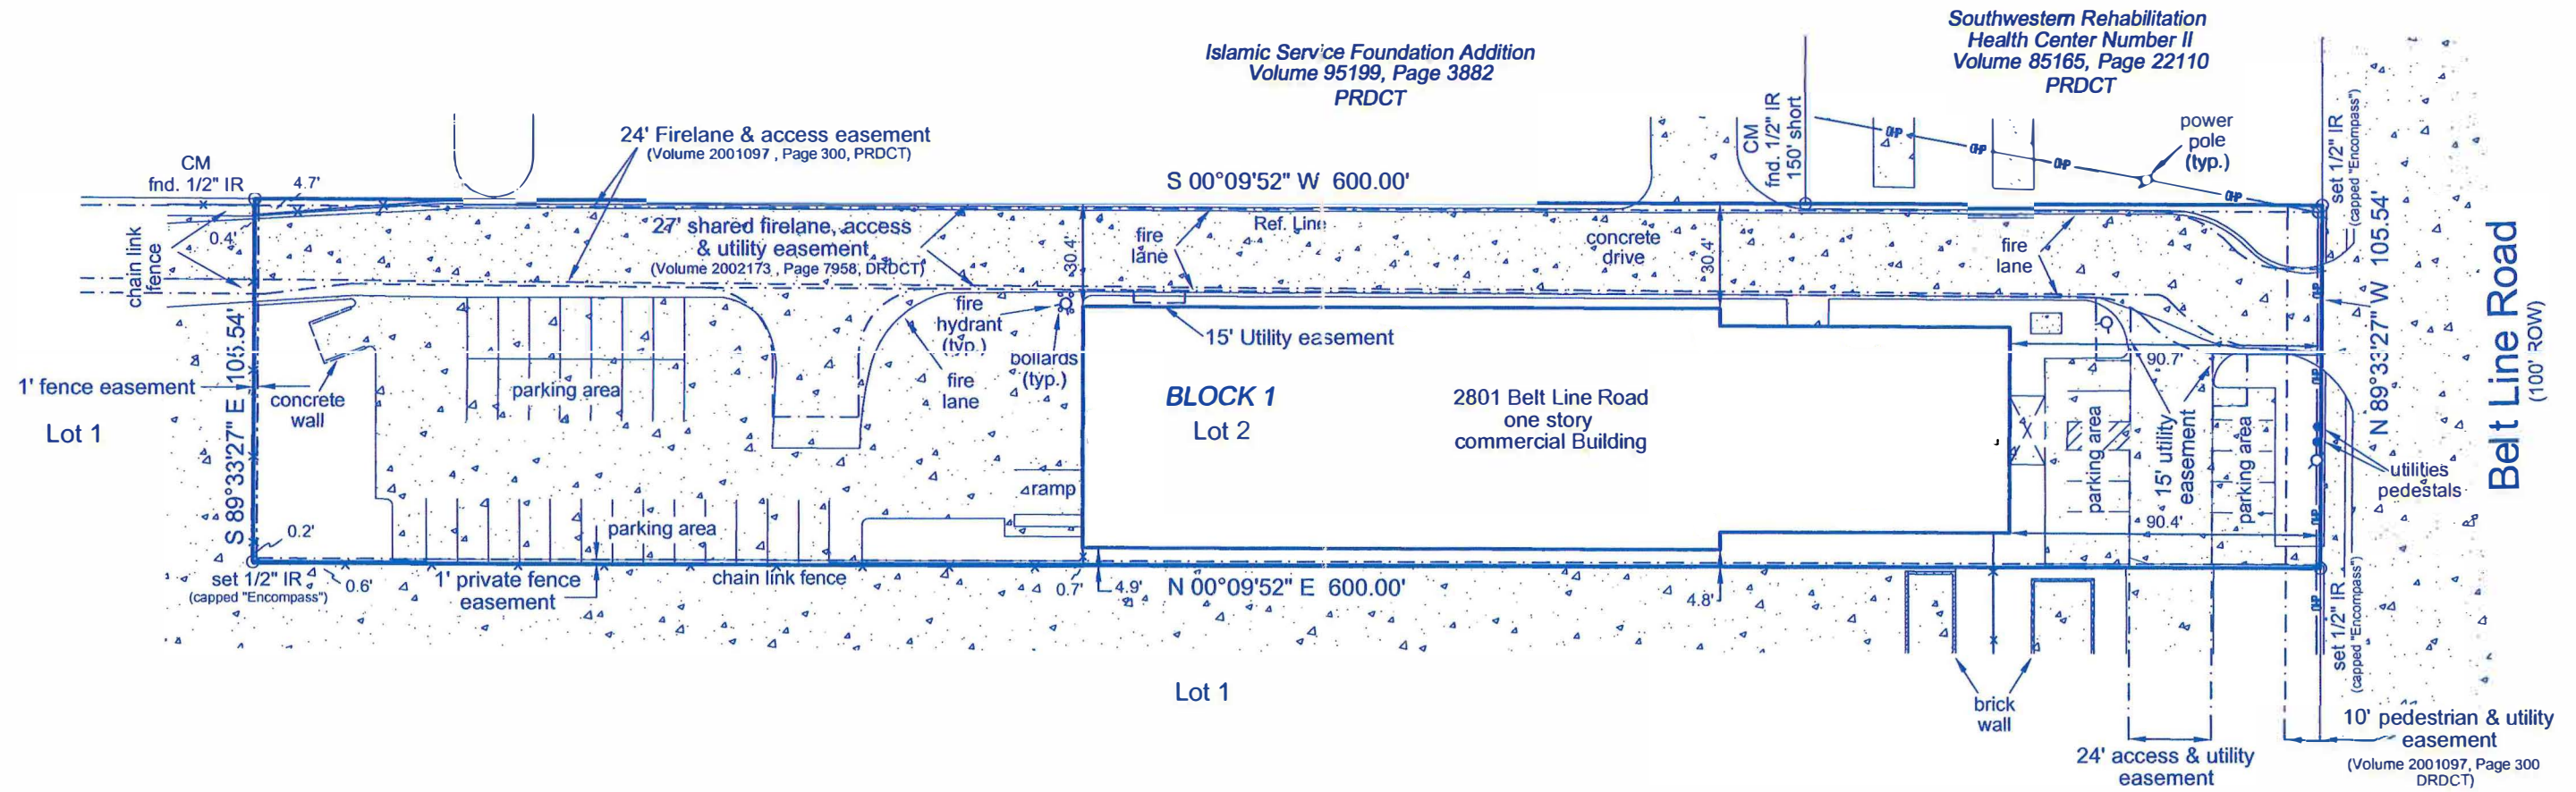 Islamic Service Foundation Addition
Volume 95199, Page 3882
PRDCT
Southwestern Rehabilitation
Health Center Number II
Volume 85165, Page 22110
PRDCT
24' Firelane & access easement
(Volume 2001097 , Page 300, PRDCT)
CM
fnd. 1/2" IR
4.7'
S 00°09'52" W 600.00'
CM
fnd. 1/2" IR
150' short
OHP
OHP
OHP
OHP
power
pole
(typ.)
set 1/2" IR
(capped "Encompass")
chain link
fence
0.4'
27' shared firelane, access
& utility easement
(Volume 2002173 , Page 7958, DRDCT)
30.4'
fire
lane
Ref. Line
concrete
drive
30.4'
fire
lane
N 89°33'27" W 105.54'
Belt Line Road
(100' ROW)
S 89°33'27" E 105.54'
fire
hydrant
(typ.)
bollards
(typ.)
fire
lane
15' Utility easement
90.7'
OHP
OHP
OHP
OHP
1' fence easement
concrete
wall
parking area
Lot 1
BLOCK 1
Lot 2
2801 Belt Line Road
one story
commercial Building
parking area
15' utility
easement
parking area
utilities
pedestals
ramp
90.4'
0.2'
parking area
set 1/2" IR
(capped "Encompass")
0.6'
1' private fence
easement
chain link fence
0.7'
4.9'
N 00°09'52" E 600.00'
4.8'
set 1/2" IR
(capped "Encompass")
Lot 1
brick
wall
24' access & utility
easement
10' pedestrian & utility
easement
(Volume 2001097, Page 300
DRDCT)